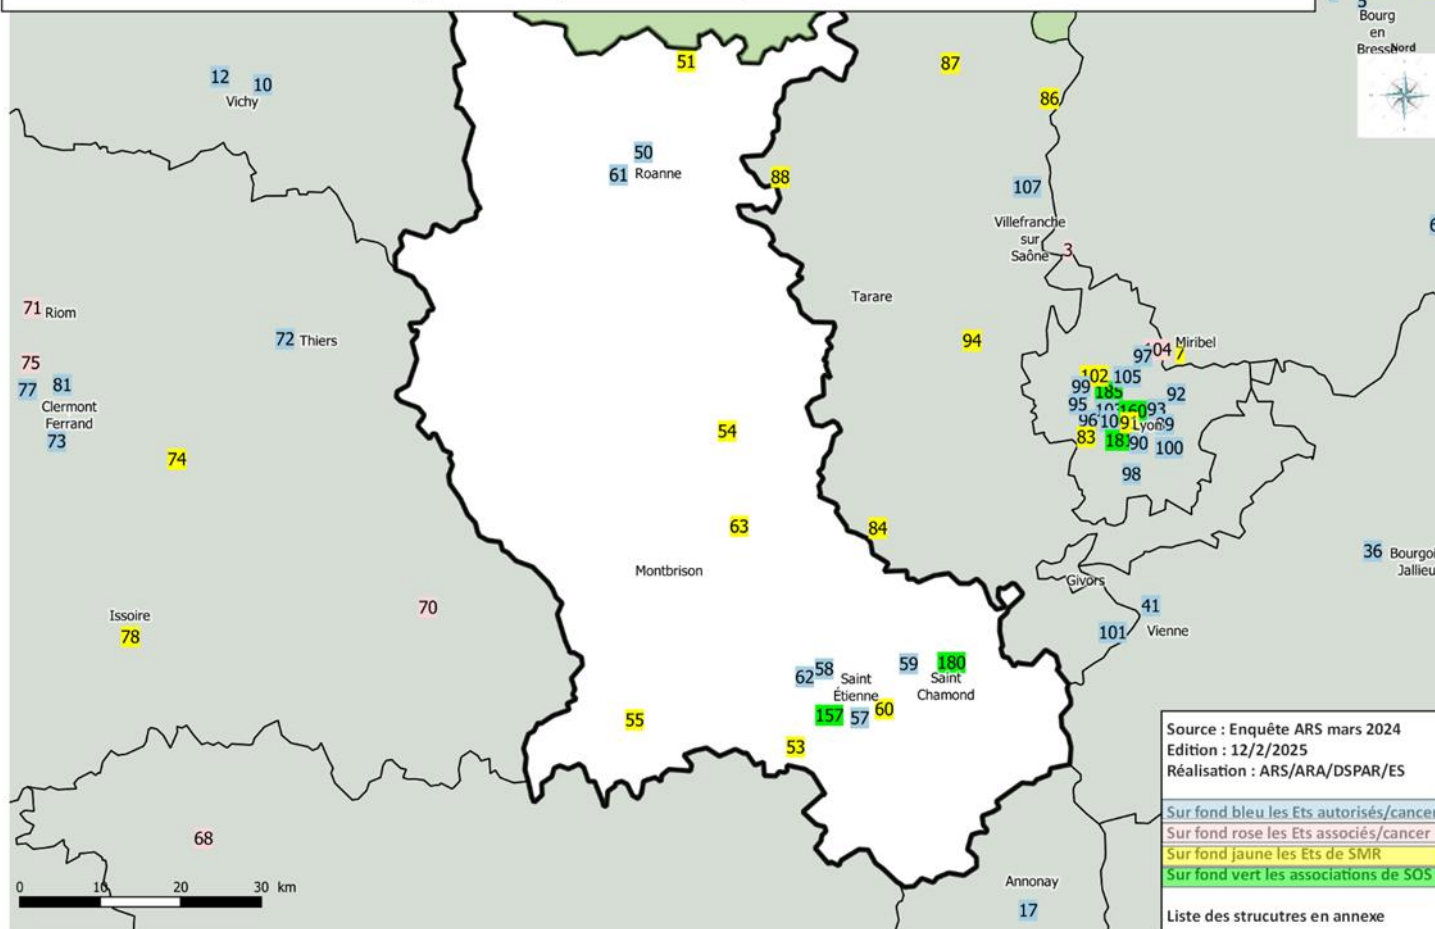 5
Bourg
en
Bresse
Nord
12
10
Vichy
51
87
86
50
61 Roanne
88
107
Villefranche
sur
Saône
3
Tarare
71 Riom
72 Thiers
75
77
81
Clermont
Ferrand
73
74
94
Miribel
97
7
102
105
99
185
92
95
160
93
96
91
Lyon
83
181
90
100
98
54
63
84
Montbrison
36
Givors
41
101
Vienne
70
Issoire
78
62
58
59
180
Saint
Étienne
Saint
Chamond
157
57
60
55
53
68
0 10 20 30 km
Annonay
17
Source : Enquête ARS mars 2024
Edition : 12/2/2025
Réalisation : ARS/ARA/DSPAR/ES
Sur fond bleu les Ets autorisés/cancer
Sur fond rose les Ets associés/cancer
Sur fond jaune les Ets de SMR
Sur fond vert les associations de SOS
Liste des strucutres en annexe